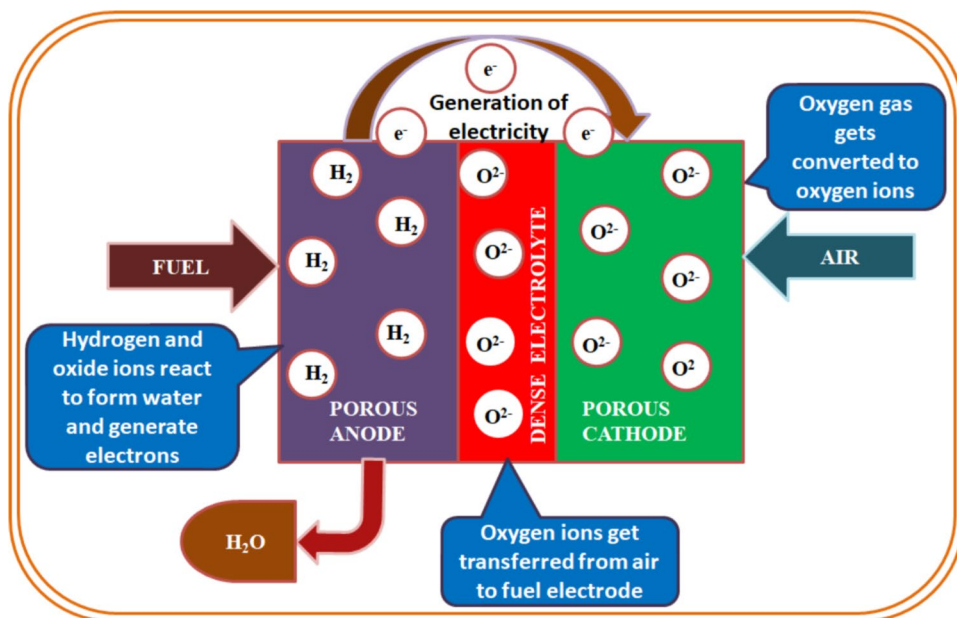 e⁻
Generation of
electricity
e⁻
e⁻
Oxygen gas
gets
converted to
oxygen ions
H₂
H₂
H₂
H₂
H₂
O²⁻
O²⁻
O²⁻
O²⁻
O²⁻
O²⁻
O²⁻
O²⁻
O²
FUEL
AIR
Hydrogen and
oxide ions react
to form water
and generate
electrons
POROUS
ANODE
DENSE ELECTROLYTE
POROUS
CATHODE
H₂O
Oxygen ions get
transferred from air
to fuel electrode